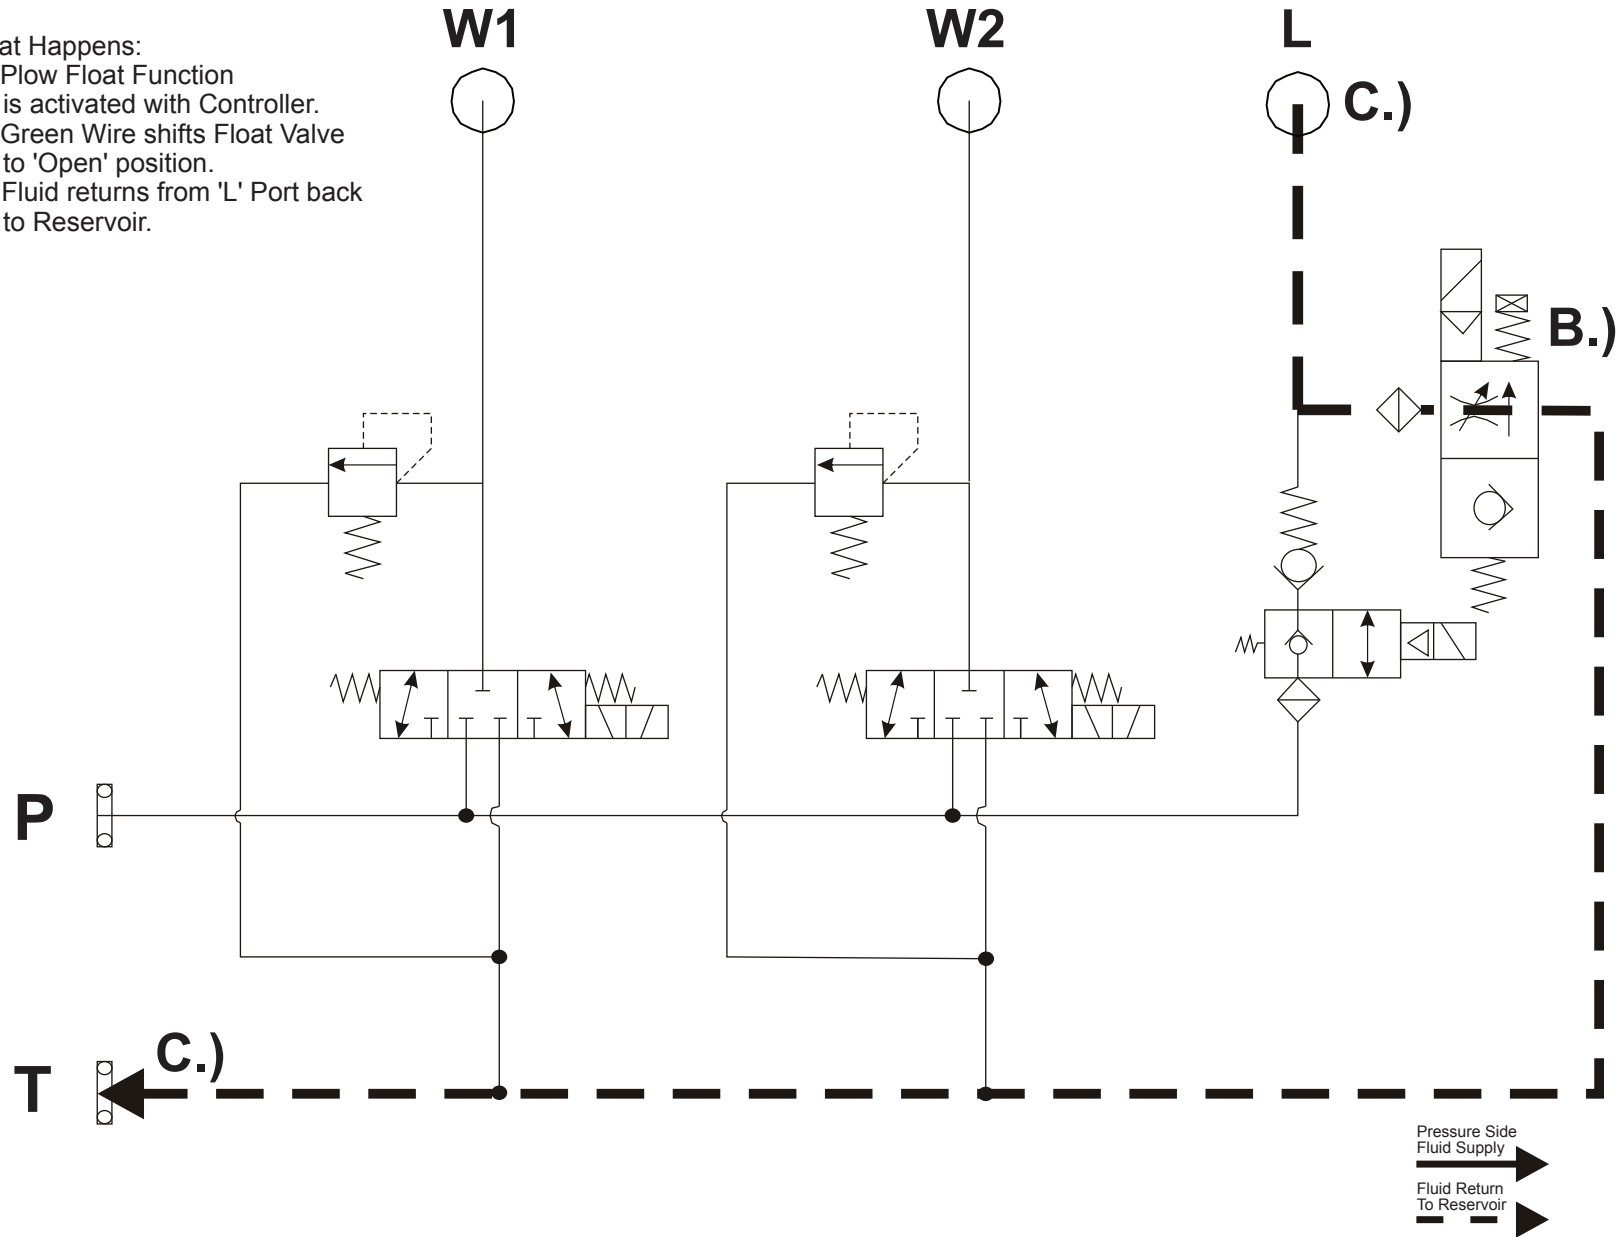 W1
W2
L
at Happens:
Plow Float Function
is activated with Controller.
Green Wire shifts Float Valve
to 'Open' position.
Fluid returns from 'L' Port back
to Reservoir.
C.)
B.)
P
C.)
T
Pressure Side
Fluid Supply
Fluid Return
To Reservoir